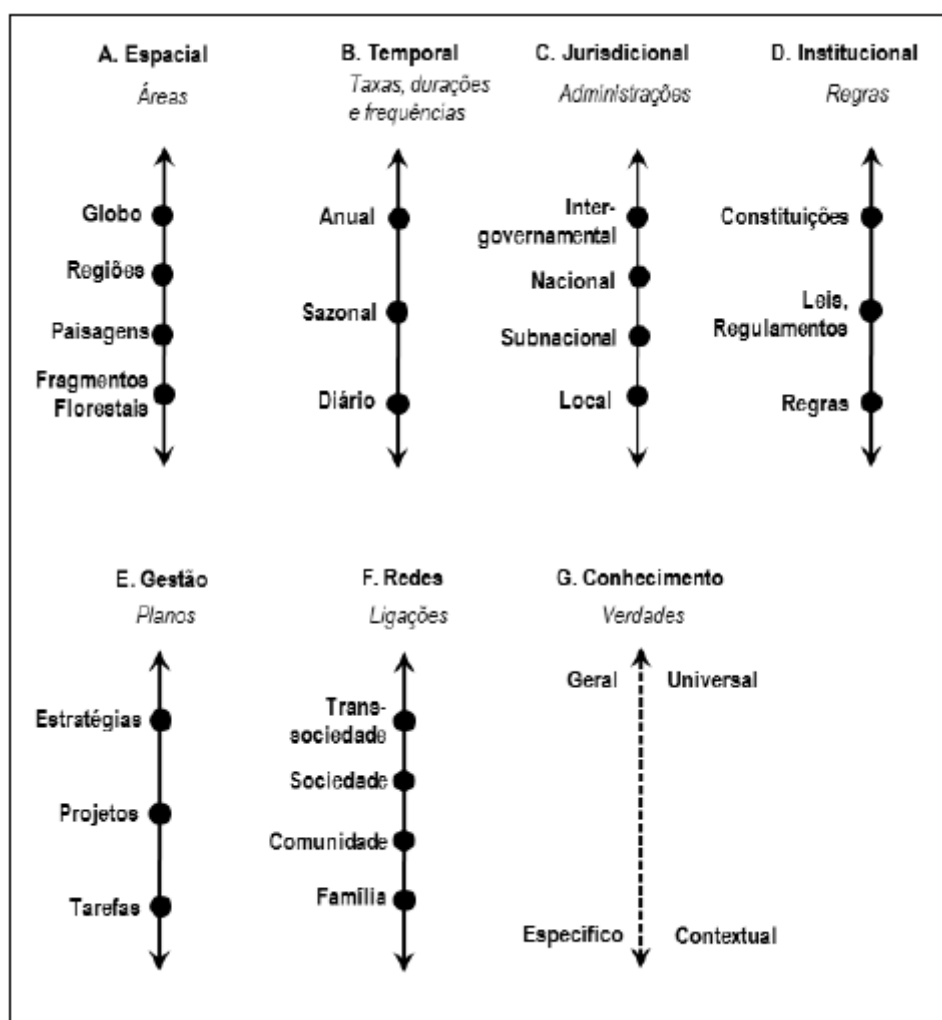 A. Espacial
Áreas
Globo
Regiões
Paisagens
Fragmentos
Florestais
B. Temporal
Taxas, durações
e frequências
Anual
Sazonal
Diário
C. Jurisdicional
Administrações
Inter-
governamental
Nacional
Subnacional
Local
D. Institucional
Regras
Constituições
Leis,
Regulamentos
Regras
E. Gestão
Planos
Estratégias
Projetos
Tarefas
F. Redes
Ligações
Trans-
sociedade
Sociedade
Comunidade
Família
G. Conhecimento
Verdades
Geral Universal
Específico Contextual